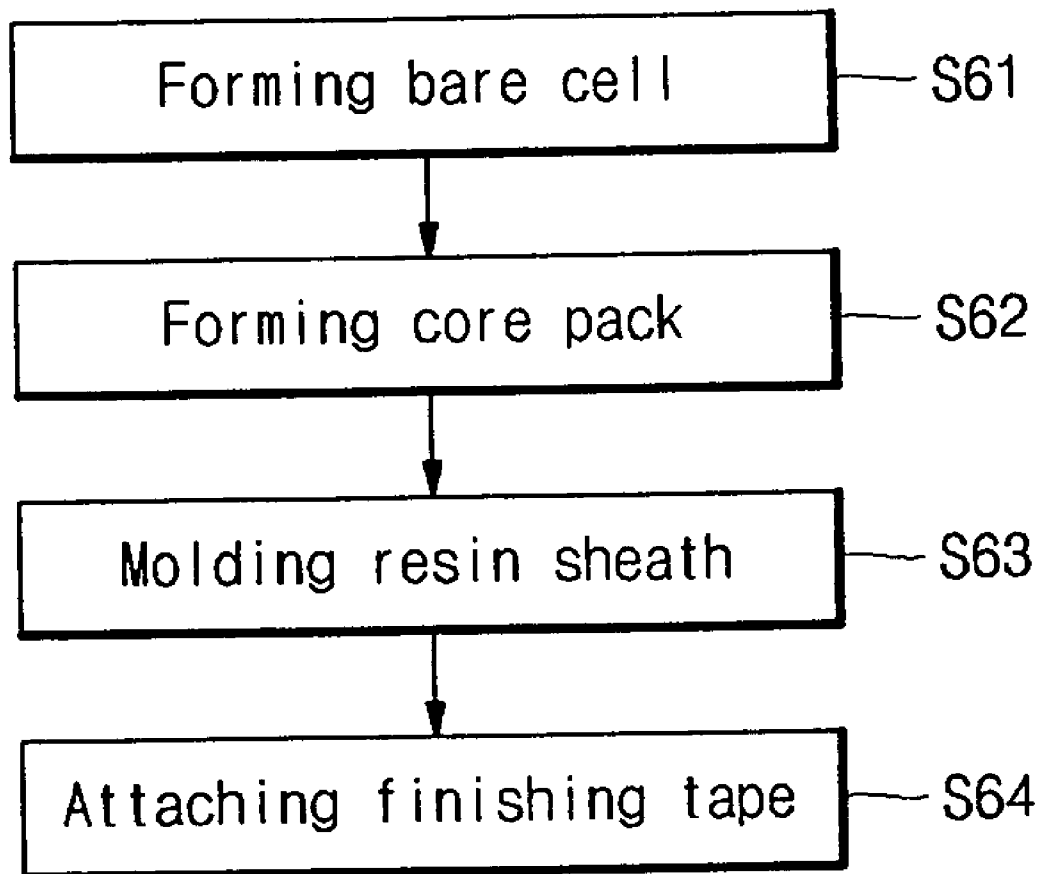 Forming bare cell S61
Forming core pack S62
Molding resin sheath S63
Attaching finishing tape S64